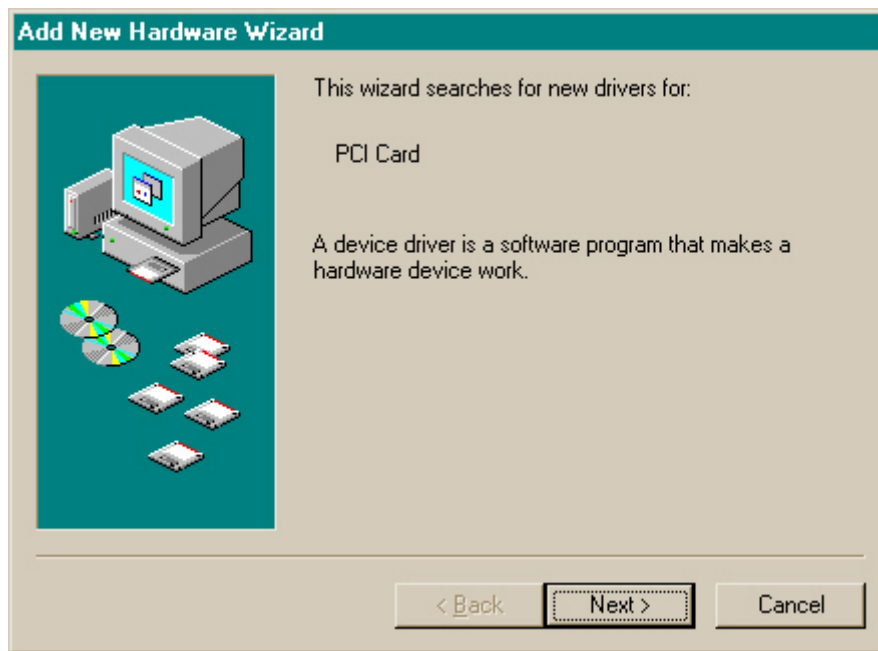 Add New Hardware Wizard
This wizard searches for new drivers for:
PCI Card
A device driver is a software program that makes a
hardware device work.
< Back
Next >
Cancel